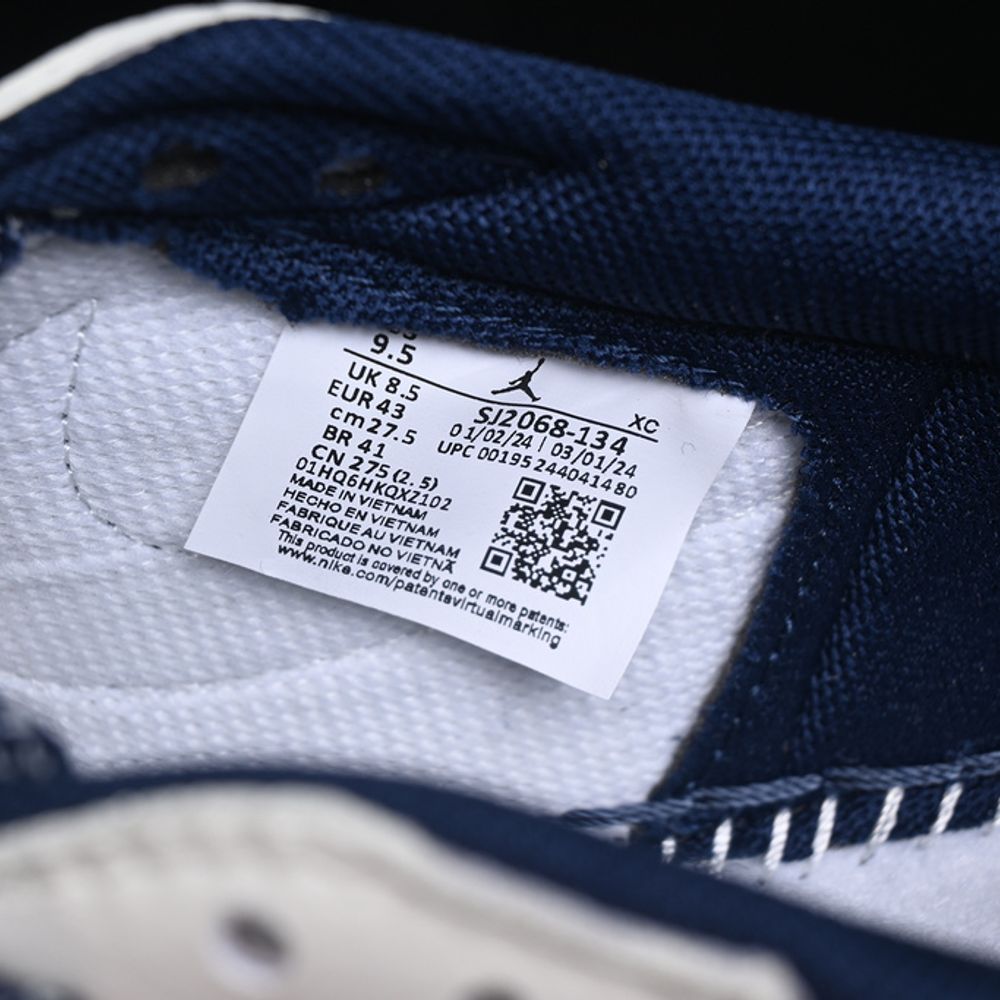 9.5
UK 8.5
EUR 43
cm 27.5
BR 41
CN 275 (2.5)
01HQ6HKQXZ102
MADE IN VIETNAM
HECHO EN VIETNAM
FABRIQUE AU VIETNAM
FABRICADO NO VIETNÃ
This product is covered by one or more patents:
www.nika.com/patentsvirtualmarking
XC
SJ2068-134
01/02/24 | 03/01/24
UPC 00195244041480